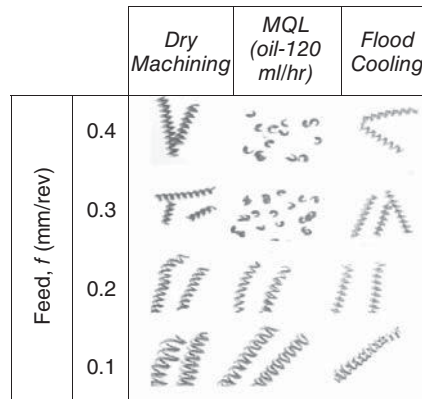 Dry
Machining
MQL
(oil-120
ml/hr)
Flood
Cooling
Feed, f (mm/rev)
0.4
0.3
0.2
0.1